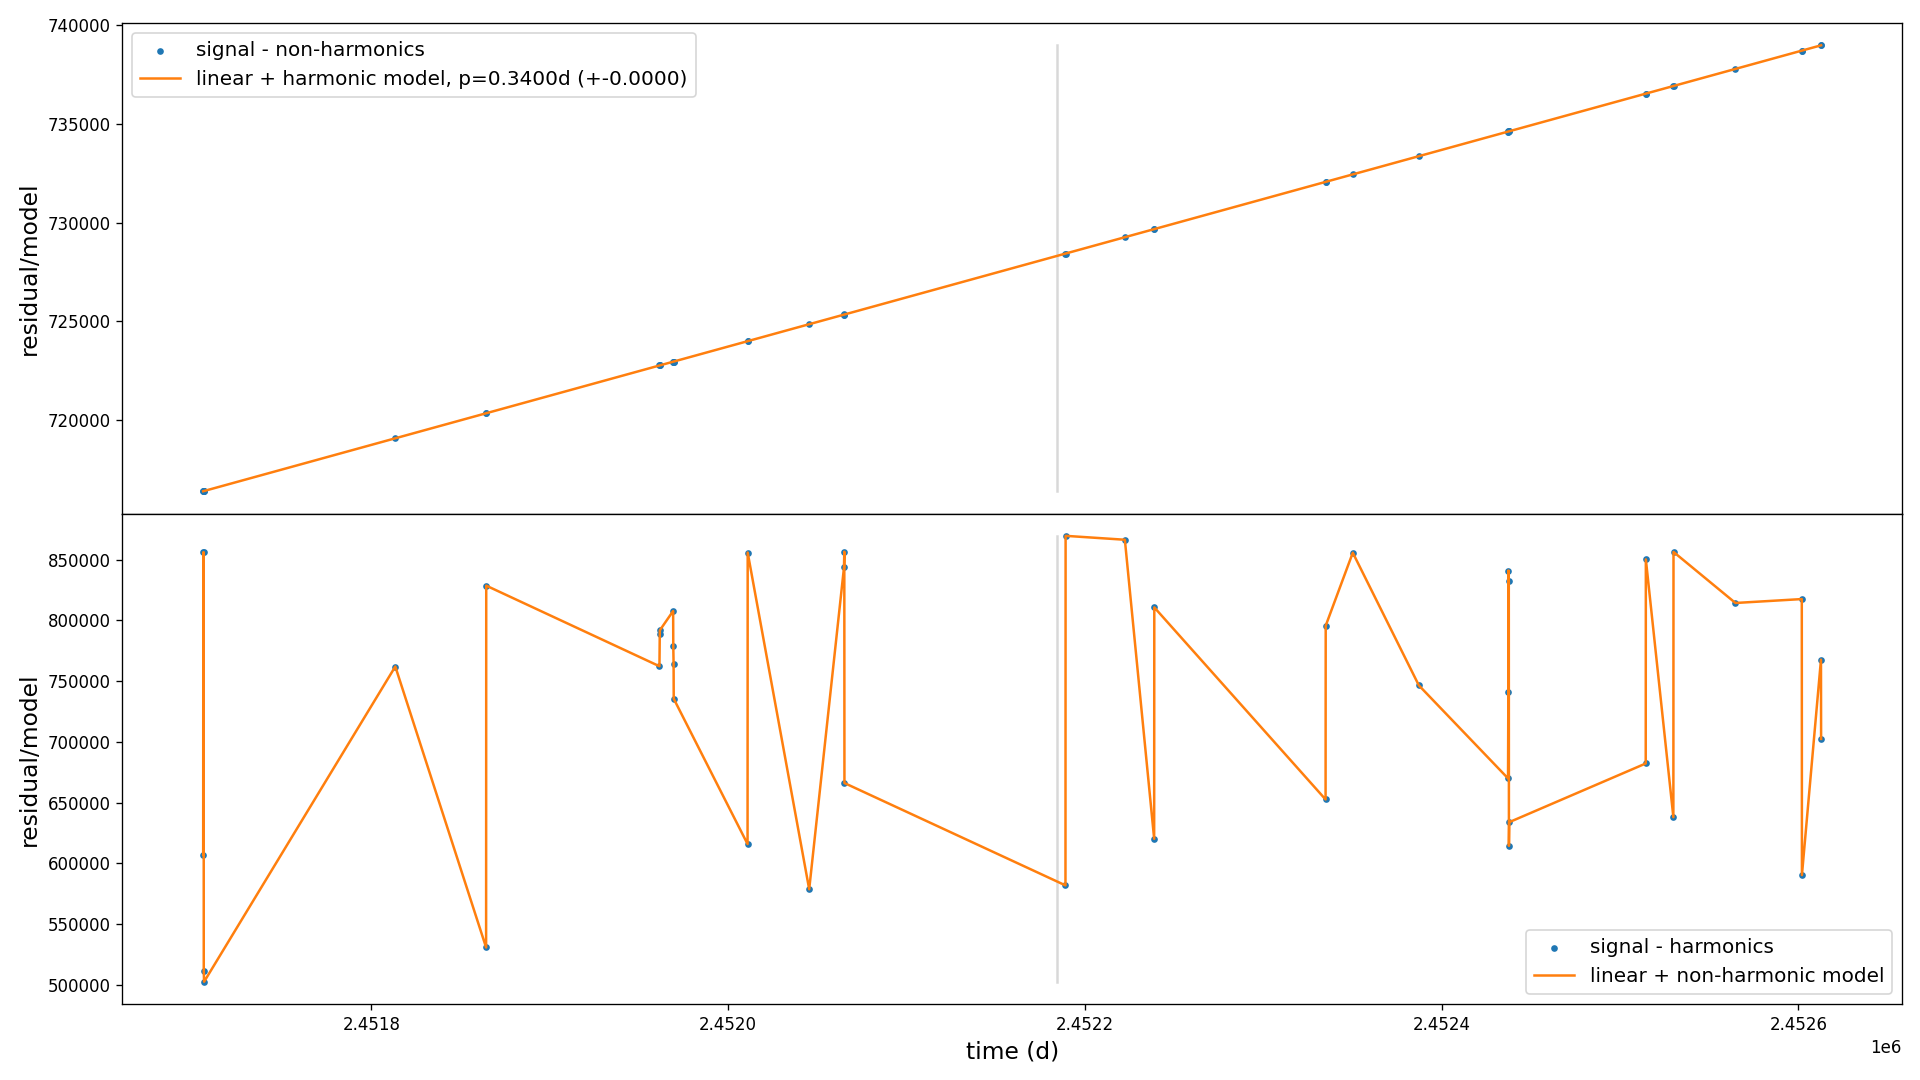 740000
735000
730000
725000
720000
residual/model
signal - non-harmonics
linear + harmonic model, p=0.3400d (+-0.0000)
850000
800000
750000
700000
650000
600000
550000
500000
residual/model
signal - harmonics
linear + non-harmonic model
2.4518
2.4520
2.4522
2.4524
2.4526
1e6
time (d)